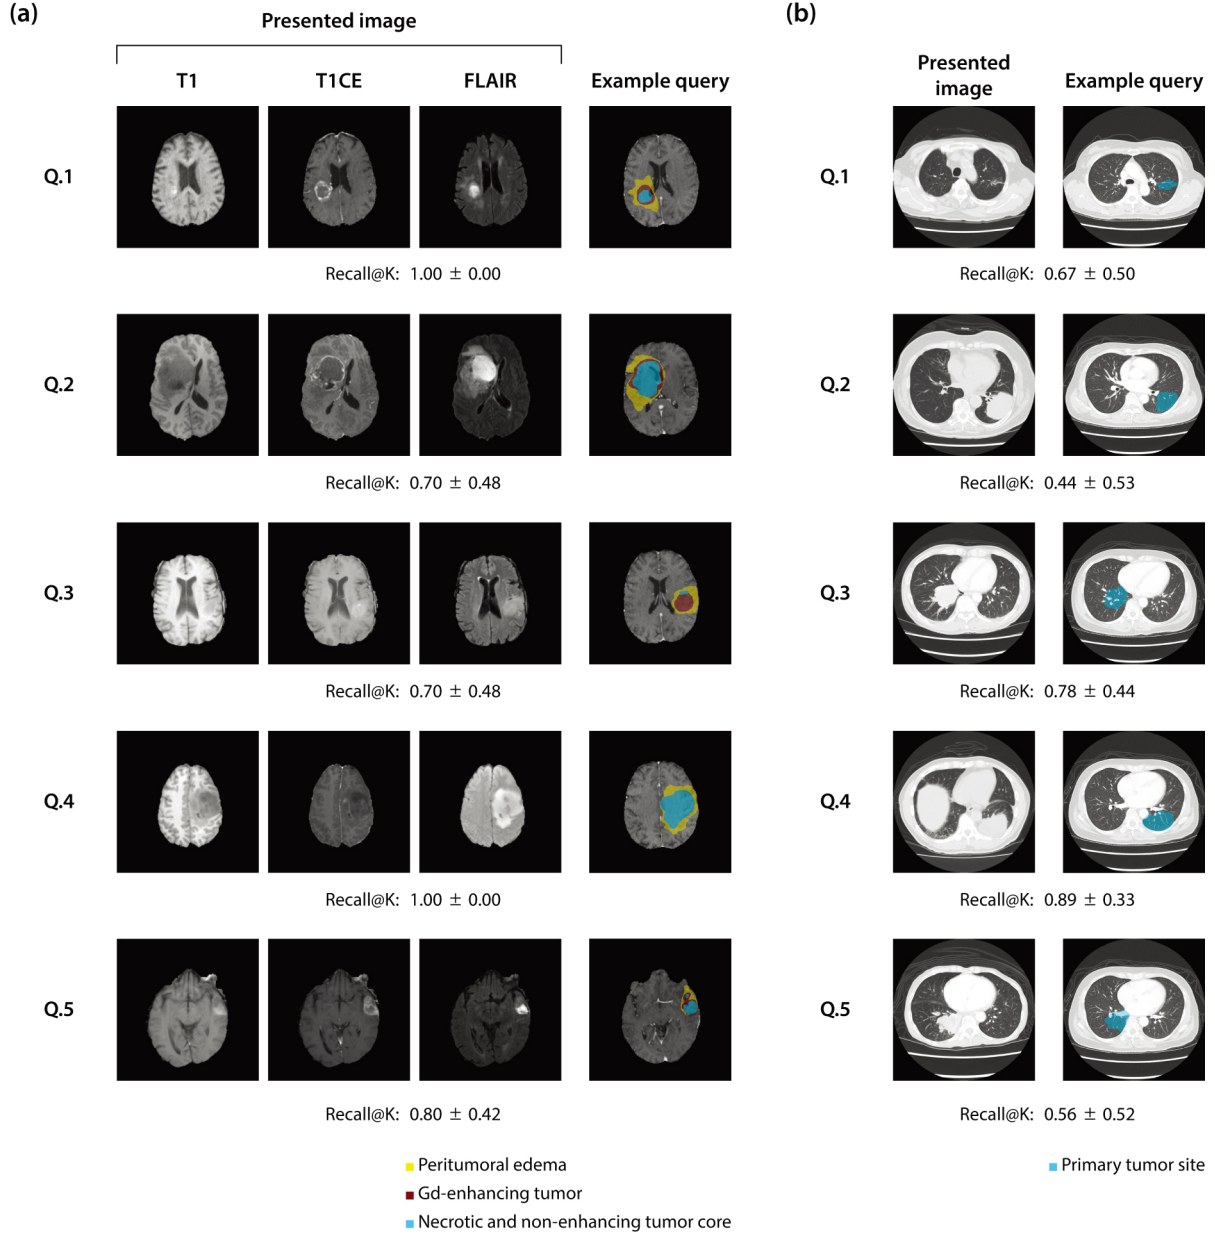 (a)
Presented image
T1 T1CE FLAIR Example query
Q.1
Recall@K: 1.00 ± 0.00
Q.2
Recall@K: 0.70 ± 0.48
Q.3
Recall@K: 0.70 ± 0.48
Q.4
Recall@K: 1.00 ± 0.00
Q.5
Recall@K: 0.80 ± 0.42
Peritumoral edema
Gd-enhancing tumor
Necrotic and non-enhancing tumor core
(b)
Presented
image
Example query
Q.1
Recall@K: 0.67 ± 0.50
Q.2
Recall@K: 0.44 ± 0.53
Q.3
Recall@K: 0.78 ± 0.44
Q.4
Recall@K: 0.89 ± 0.33
Q.5
Recall@K: 0.56 ± 0.52
Primary tumor site